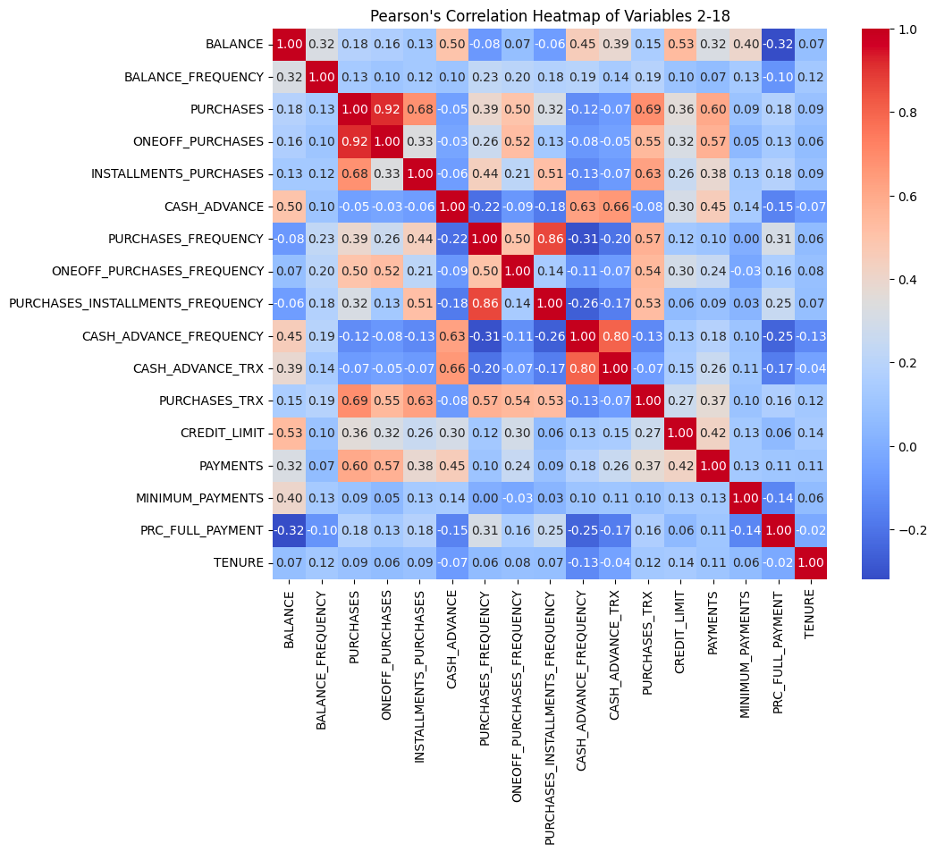 Pearson's Correlation Heatmap of Variables 2-18
BALANCE 1.00 0.32 0.18 0.16 0.13 0.50 -0.08 0.07 -0.06 0.45 0.39 0.15 0.53 0.32 0.40 -0.32 0.07
BALANCE_FREQUENCY 0.32 1.00 0.13 0.10 0.12 0.10 0.23 0.20 0.18 0.19 0.14 0.19 0.10 0.07 0.13 -0.10 0.12
PURCHASES 0.18 0.13 1.00 0.92 0.68 -0.05 0.39 0.50 0.32 -0.12 -0.07 0.69 0.36 0.60 0.09 0.18 0.09
ONEOFF_PURCHASES 0.16 0.10 0.92 1.00 0.33 -0.03 0.26 0.52 0.13 -0.08 -0.05 0.55 0.32 0.57 0.05 0.13 0.06
INSTALLMENTS_PURCHASES 0.13 0.12 0.68 0.33 1.00 -0.06 0.44 0.21 0.51 -0.13 -0.07 0.63 0.26 0.38 0.13 0.18 0.09
CASH_ADVANCE 0.50 0.10 -0.05 -0.03 -0.06 1.00 -0.22 -0.09 -0.18 0.63 0.66 -0.08 0.30 0.45 0.14 -0.15 -0.07
PURCHASES_FREQUENCY -0.08 0.23 0.39 0.26 0.44 -0.22 1.00 0.50 0.86 -0.31 -0.20 0.57 0.12 0.10 0.00 0.31 0.06
ONEOFF_PURCHASES_FREQUENCY 0.07 0.20 0.50 0.52 0.21 -0.09 0.50 1.00 0.14 -0.11 -0.07 0.54 0.30 0.24 -0.03 0.16 0.08
PURCHASES_INSTALLMENTS_FREQUENCY -0.06 0.18 0.32 0.13 0.51 -0.18 0.86 0.14 1.00 -0.26 -0.17 0.53 0.06 0.09 0.03 0.25 0.07
CASH_ADVANCE_FREQUENCY 0.45 0.19 -0.12 -0.08 -0.13 0.63 -0.31 -0.11 -0.26 1.00 0.80 -0.13 0.13 0.18 0.10 -0.25 -0.13
CASH_ADVANCE_TRX 0.39 0.14 -0.07 -0.05 -0.07 0.66 -0.20 -0.07 -0.17 0.80 1.00 -0.07 0.15 0.26 0.11 -0.17 -0.04
PURCHASES_TRX 0.15 0.19 0.69 0.55 0.63 -0.08 0.57 0.54 0.53 -0.13 -0.07 1.00 0.27 0.37 0.10 0.16 0.12
CREDIT_LIMIT 0.53 0.10 0.36 0.32 0.26 0.30 0.12 0.30 0.06 0.13 0.15 0.27 1.00 0.42 0.13 0.06 0.14
PAYMENTS 0.32 0.07 0.60 0.57 0.38 0.45 0.10 0.24 0.09 0.18 0.26 0.37 0.42 1.00 0.13 0.11 0.11
MINIMUM_PAYMENTS 0.40 0.13 0.09 0.05 0.13 0.14 0.00 -0.03 0.03 0.10 0.11 0.10 0.13 0.13 1.00 -0.14 0.06
PRC_FULL_PAYMENT -0.32 -0.10 0.18 0.13 0.18 -0.15 0.31 0.16 0.25 -0.25 -0.17 0.16 0.06 0.11 -0.14 1.00 -0.02
TENURE 0.07 0.12 0.09 0.06 0.09 -0.07 0.06 0.08 0.07 -0.13 -0.04 0.12 0.14 0.11 0.06 -0.02 1.00
BALANCE
BALANCE_FREQUENCY
PURCHASES
ONEOFF_PURCHASES
INSTALLMENTS_PURCHASES
CASH_ADVANCE
PURCHASES_FREQUENCY
ONEOFF_PURCHASES_FREQUENCY
PURCHASES_INSTALLMENTS_FREQUENCY
CASH_ADVANCE_FREQUENCY
CASH_ADVANCE_TRX
PURCHASES_TRX
CREDIT_LIMIT
PAYMENTS
MINIMUM_PAYMENTS
PRC_FULL_PAYMENT
TENURE
1.0
0.8
0.6
0.4
0.2
0.0
−0.2